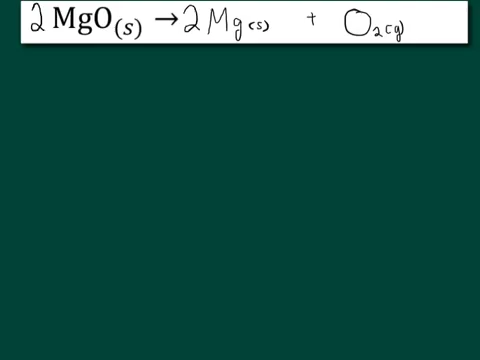 2 MgO(s) → 2 Mg(s) + O2(g)